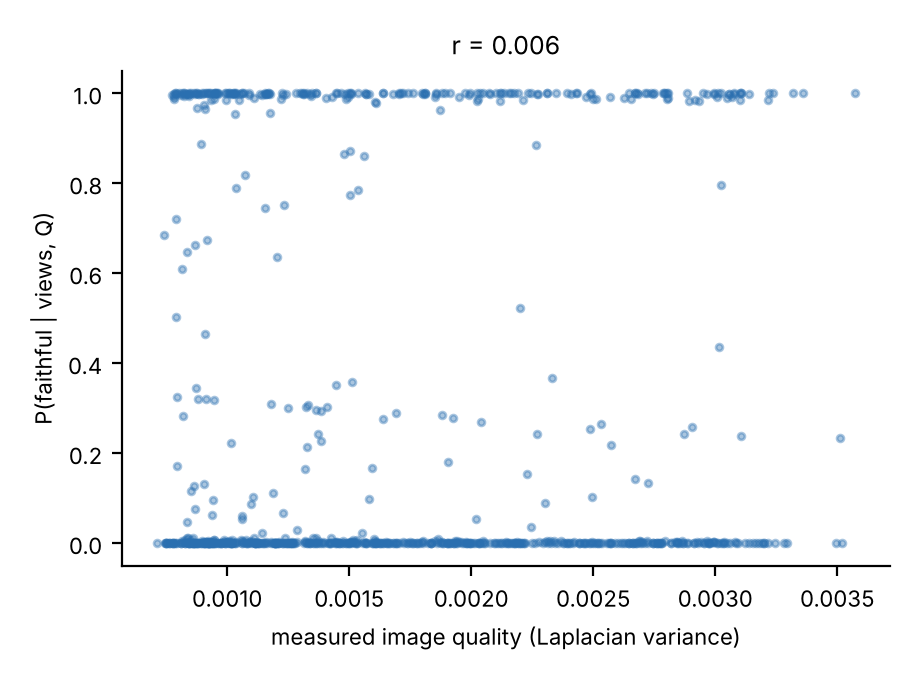 r = 0.006
P(faithful | views, Q)
1.0
0.8
0.6
0.4
0.2
0.0
0.0010 0.0015 0.0020 0.0025 0.0030 0.0035
measured image quality (Laplacian variance)